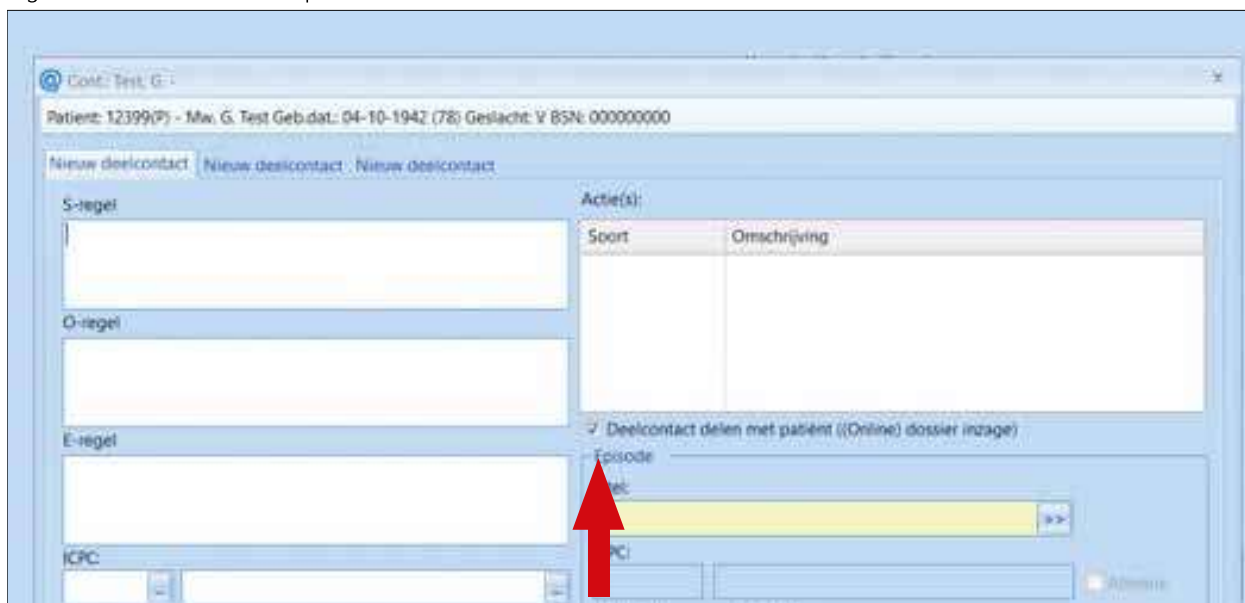 Cont.: Test, G. -
Patient: 12399(P) - Mw. G. Test Geb.dat.: 04-10-1942 (78) Geslacht: V BSN: 000000000
Nieuw deelcontact Nieuw deelcontact Nieuw deelcontact
S-regel
Actie(s):
Soort Omschrijving
O-regel
Deelcontact delen met patiënt ((Online) dossier inzage)
E-regel
Episode
>>
ICPC: